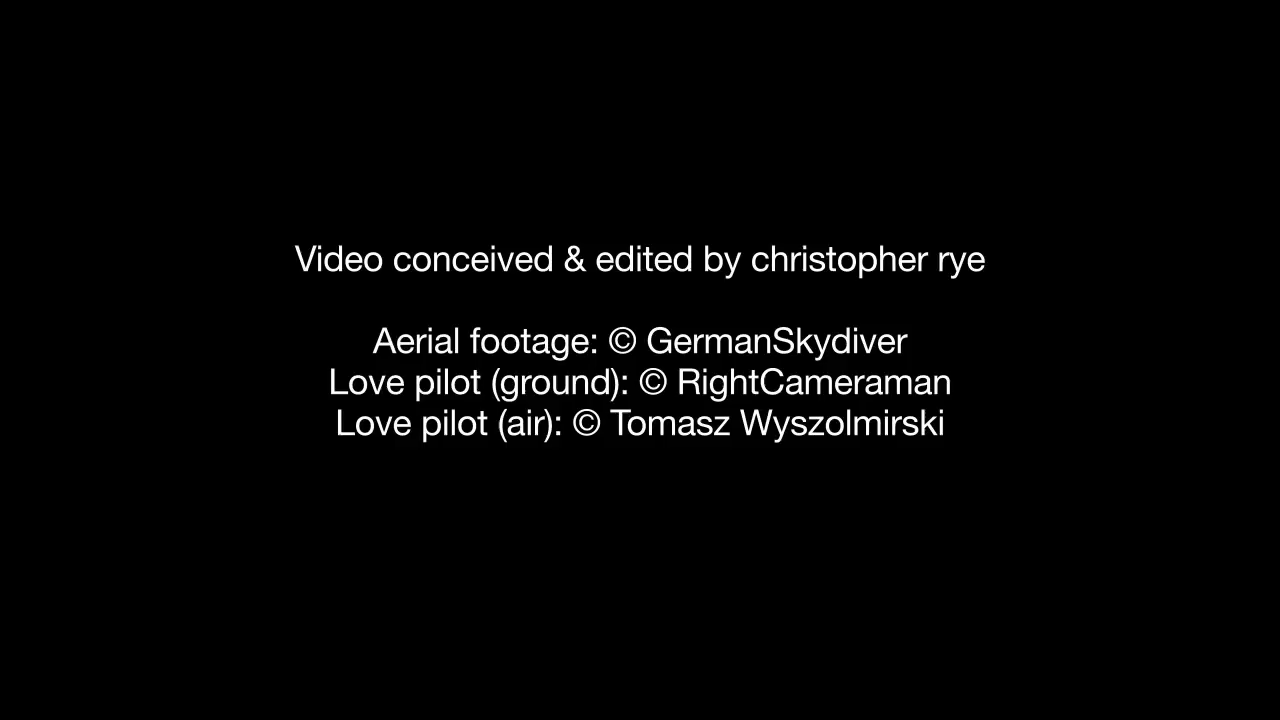 Video conceived & edited by christopher rye
Aerial footage: © GermanSkydiver
Love pilot (ground): © RightCameraman
Love pilot (air): © Tomasz Wyszolmirski